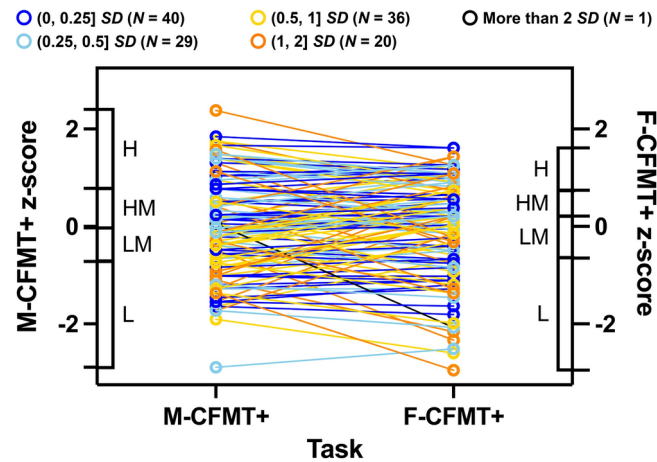 (0, 0.25] SD (N = 40)
(0.5, 1] SD (N = 36)
More than 2 SD (N = 1)
(0.25, 0.5] SD (N = 29)
(1, 2] SD (N = 20)
M-CFMT+ z-score
2
0
-2
H
HM
LM
L
H
HM
LM
L
2
0
-2
F-CFMT+ z-score
M-CFMT+
F-CFMT+
Task